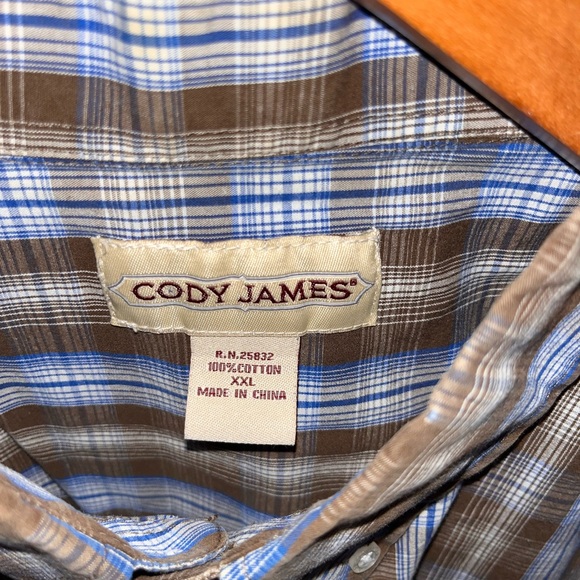 CODY JAMES®
R.N.25832
100%COTTON
XXL
MADE IN CHINA